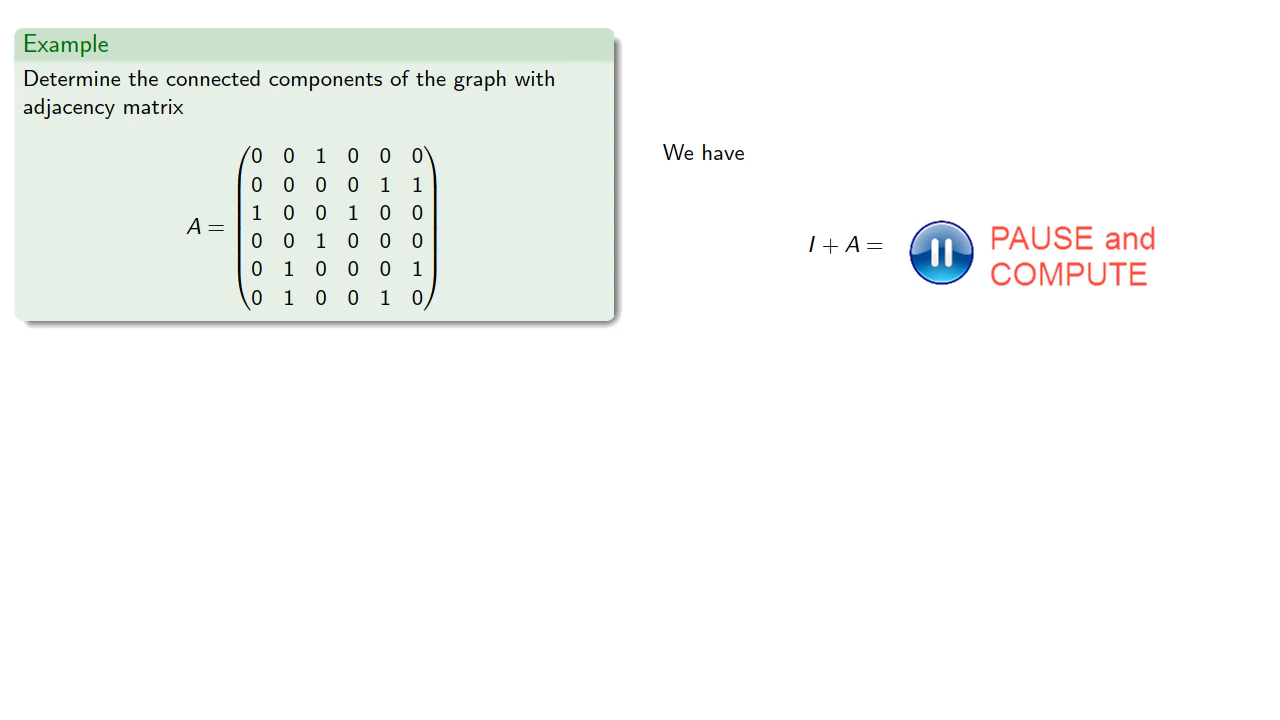 Example
Determine the connected components of the graph with
adjacency matrix
0 0 1 0 0 0
0 0 0 0 1 1
1 0 0 1 0 0
A =
0 0 1 0 0 0
0 1 0 0 0 1
0 1 0 0 1 0
We have
I + A =
PAUSE and
COMPUTE